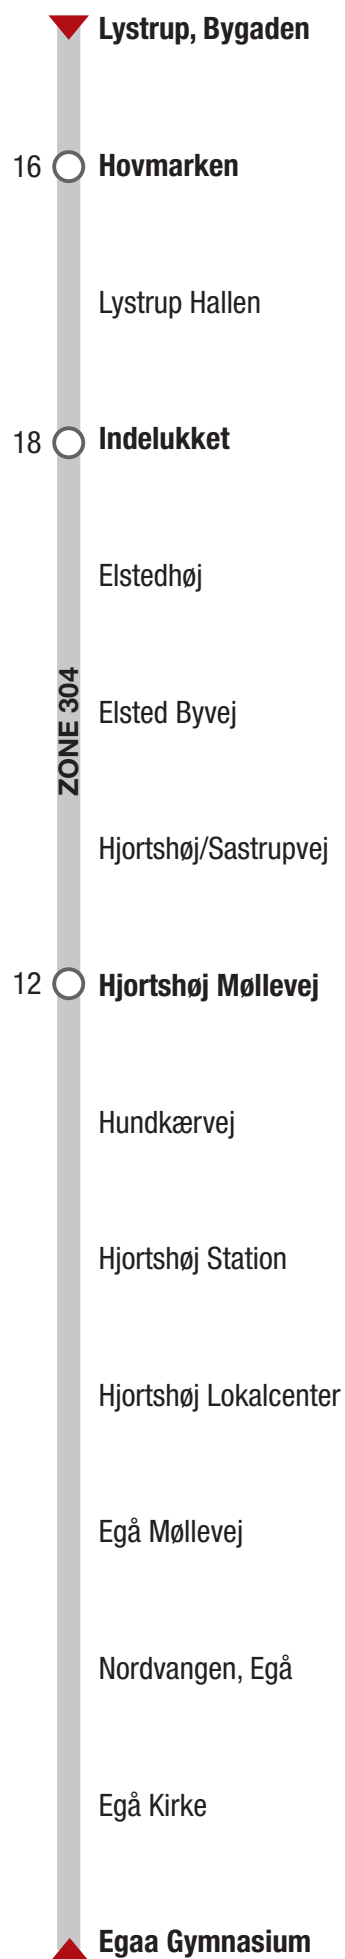 Lystrup, Bygaden
16 Hovmarken
Lystrup Hallen
18 Indelukket
Elstedhøj
Elsted Byvej
ZONE 304
Hjortshøj/Sastrupvej
12 Hjortshøj Møllevej
Hundkærvej
Hjortshøj Station
Hjortshøj Lokalcenter
Egå Møllevej
Nordvangen, Egå
Egå Kirke
Egaa Gymnasium